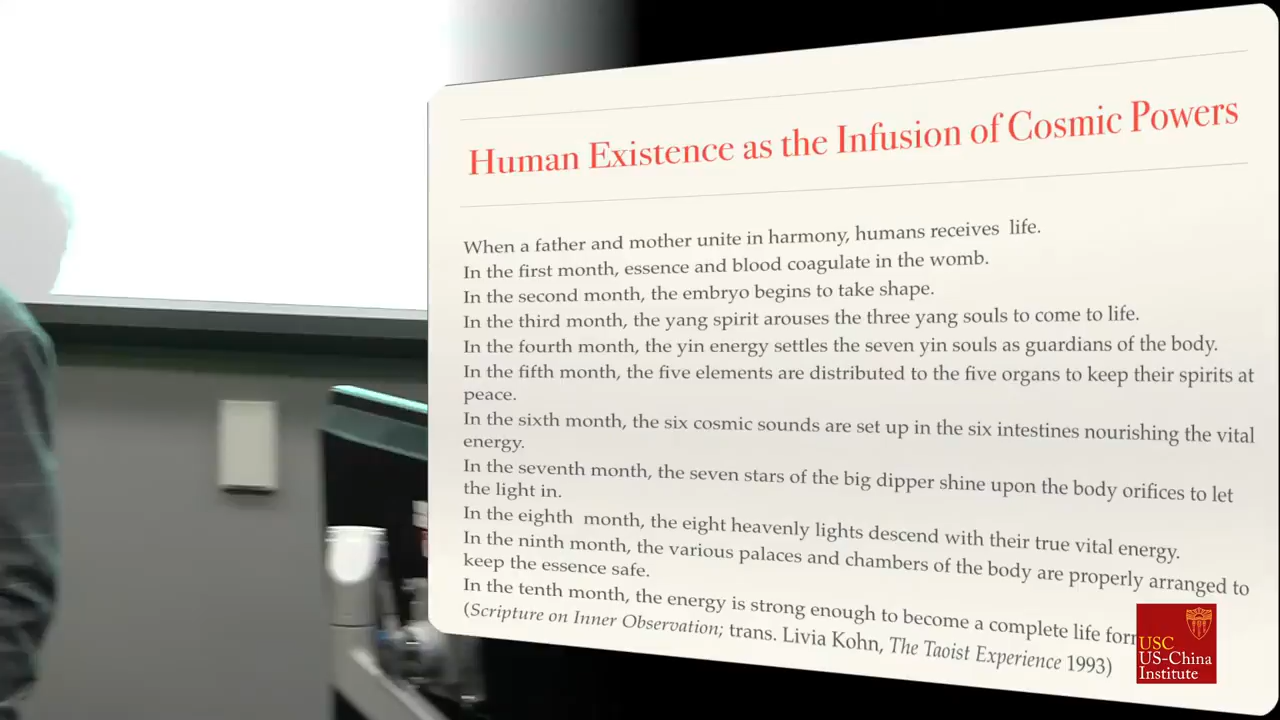 Human Existence as the Infusion of Cosmic Powers
When a father and mother unite in harmony, humans receives life.
In the first month, essence and blood coagulate in the womb.
In the second month, the embryo begins to take shape.
In the third month, the yang spirit arouses the three yang souls to come to life.
In the fourth month, the yin energy settles the seven yin souls as guardians of the body.
In the fifth month, the five elements are distributed to the five organs to keep their spirits at
peace.
In the sixth month, the six cosmic sounds are set up in the six intestines nourishing the vital
energy.
In the seventh month, the seven stars of the big dipper shine upon the body orifices to let
the light in.
In the eighth month, the eight heavenly lights descend with their true vital energy.
In the ninth month, the various palaces and chambers of the body are properly arranged to
keep the essence safe.
In the tenth month, the energy is strong enough to become a complete life
(Scripture on Inner Observation; trans. Livia Kohn, The Taoist Experience 1993)
USC
US-China
Institute